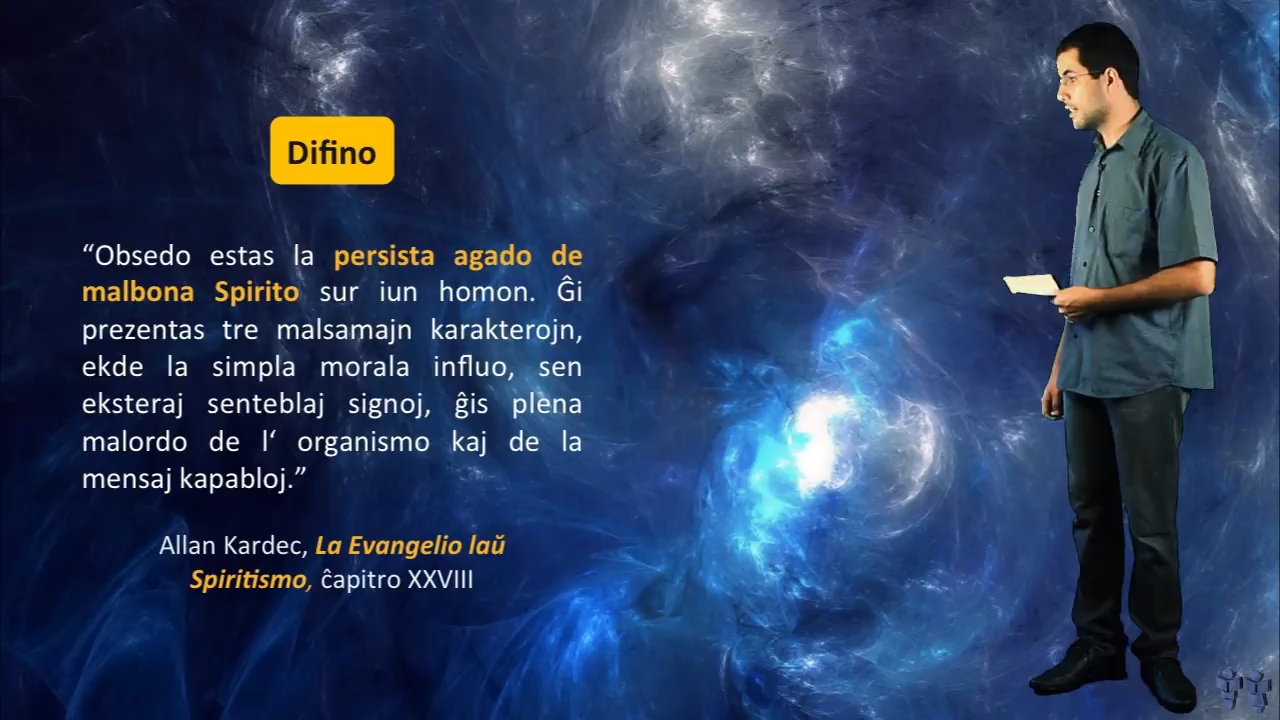 Difino
“Obsedo estas la persista agado de
malbona Spirito sur iun homon. Ĝi
prezentas tre malsamajn karakterojn,
ekde la simpla morala influo, sen
eksteraj senteblaj signoj, ĝis plena
malordo de l‘ organismo kaj de la
mensaj kapabloj.”
Allan Kardec, La Evangelio laŭ
Spiritismo, ĉapitro XXVIII